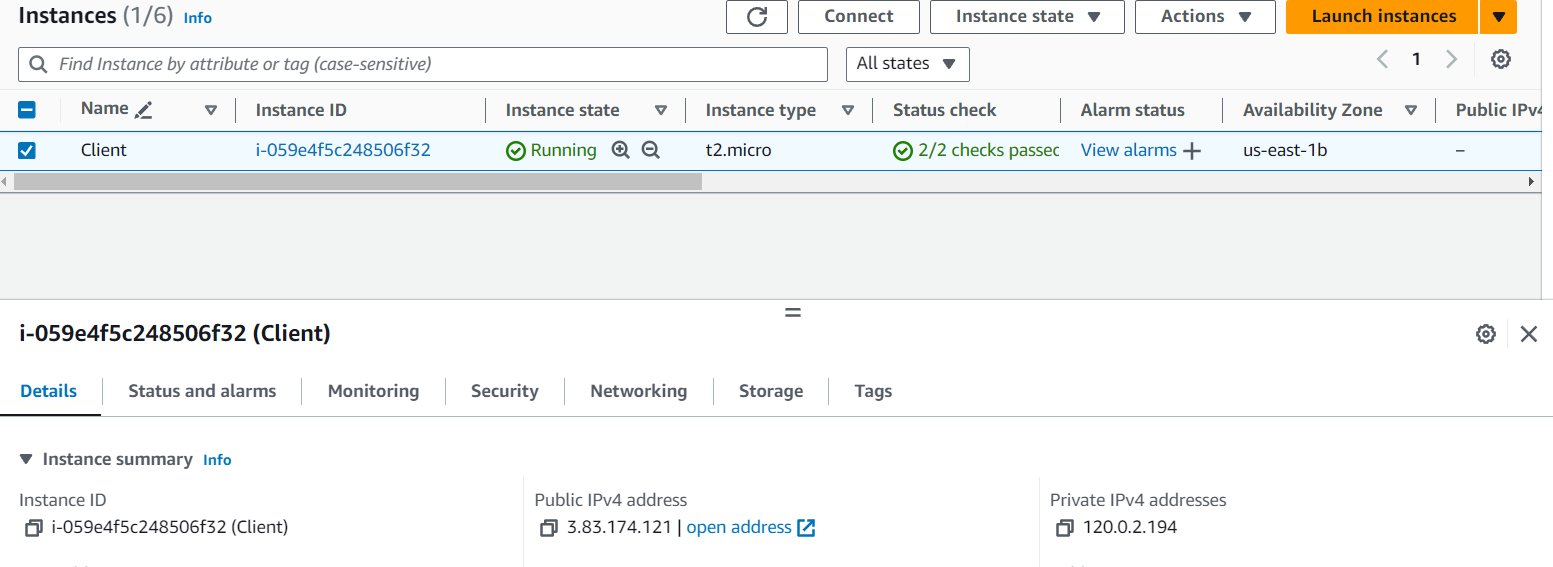 Instances (1/6) Info
Connect
Instance state
Actions
Launch instances
Find Instance by attribute or tag (case-sensitive)
All states
1
Name Instance ID Instance state Instance type Status check Alarm status Availability Zone Public IPv4
Client i-059e4f5c248506f32 Running t2.micro 2/2 checks passed View alarms + us-east-1b –
i-059e4f5c248506f32 (Client)
Details Status and alarms Monitoring Security Networking Storage Tags
Instance summary Info
Instance ID Public IPv4 address Private IPv4 addresses
i-059e4f5c248506f32 (Client) 3.83.174.121 | open address 120.0.2.194